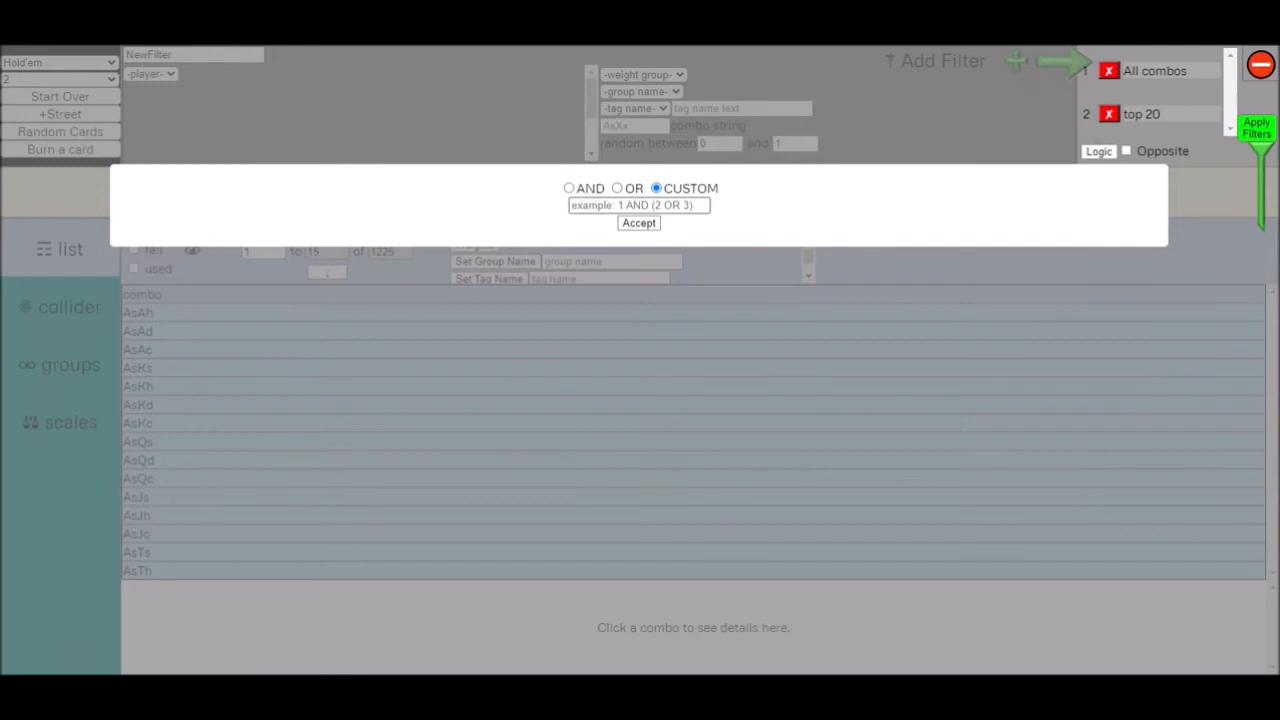 Hold'em
2
Start Over
+Street
Random Cards
Burn a card
NewFilter
-player-
-weight group-
-group name-
-tag name- tag name text
AsXx combo string
random between 0 and 1
Add Filter
1 All combos
2 top 20
Logic Opposite
Apply
Filters
AND OR CUSTOM
example: 1 AND (2 OR 3)
Accept
list
collider
groups
scales
fail
used
1 to 15 of 1225
Set Group Name group name
Set Tag Name tag name
combo
AsAh
AsAd
AsAc
AsKs
AsKh
AsKd
AsKc
AsQs
AsQd
AsQc
AsJs
AsJh
AsJc
AsTs
AsTh
Click a combo to see details here.